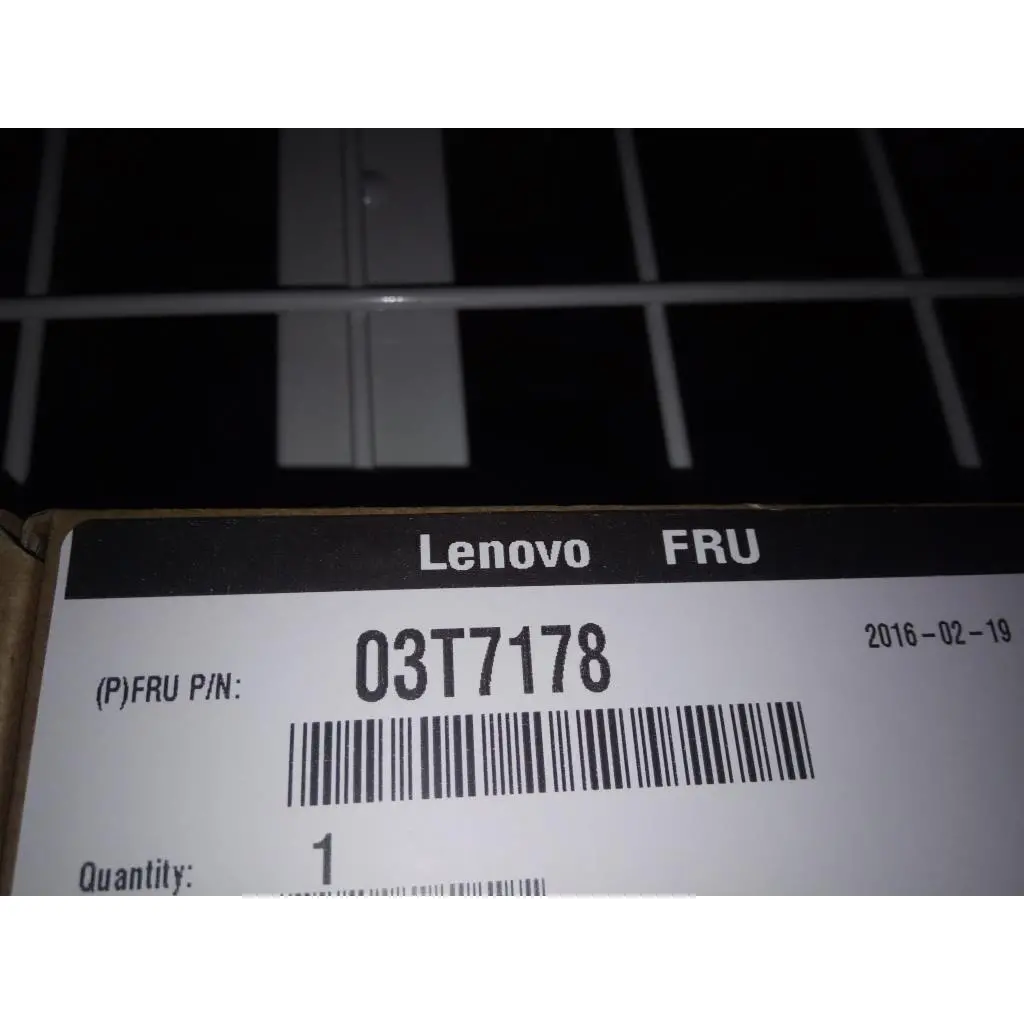 Lenovo FRU
(P)FRU P/N: 03T7178 2016-02-19
Quantity: 1